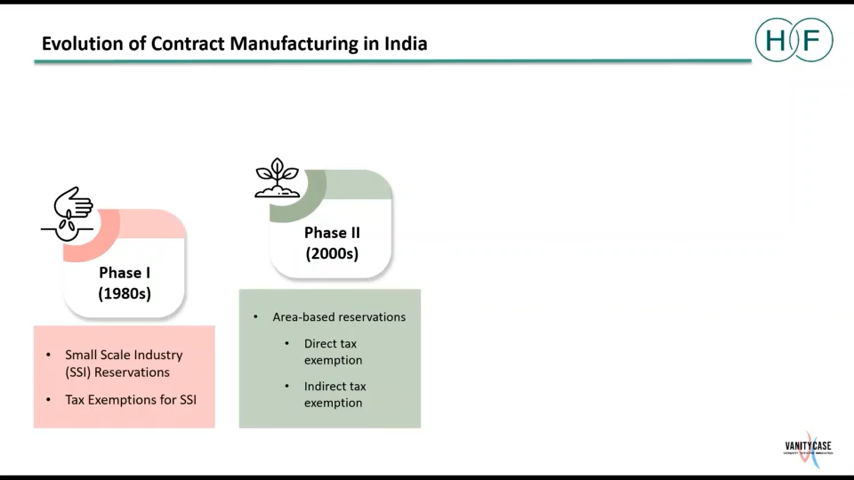 Evolution of Contract Manufacturing in India
H F
Phase I
(1980s)
• Small Scale Industry
(SSI) Reservations
• Tax Exemptions for SSI
Phase II
(2000s)
• Area-based reservations
• Direct tax
exemption
• Indirect tax
exemption
VANITYCASE